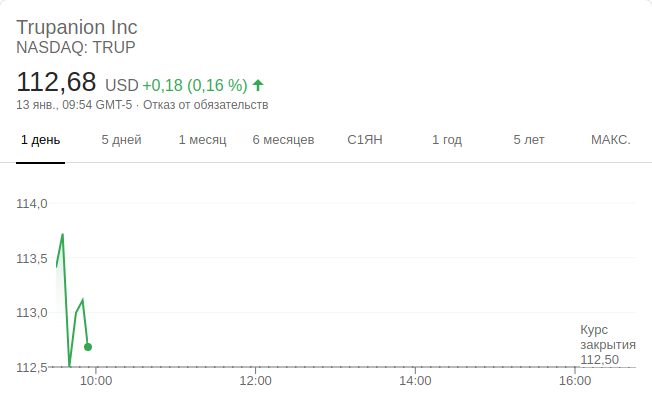 Trupanion Inc
NASDAQ: TRUP
112,68 USD +0,18 (0,16 %)
13 янв., 09:54 GMT-5 · Отказ от обязательств
1 день 5 дней 1 месяц 6 месяцев С1ЯН 1 год 5 лет МАКС.
114,0
113,5
113,0
Курс
закрытия
112,50
112,5
10:00 12:00 14:00 16:00